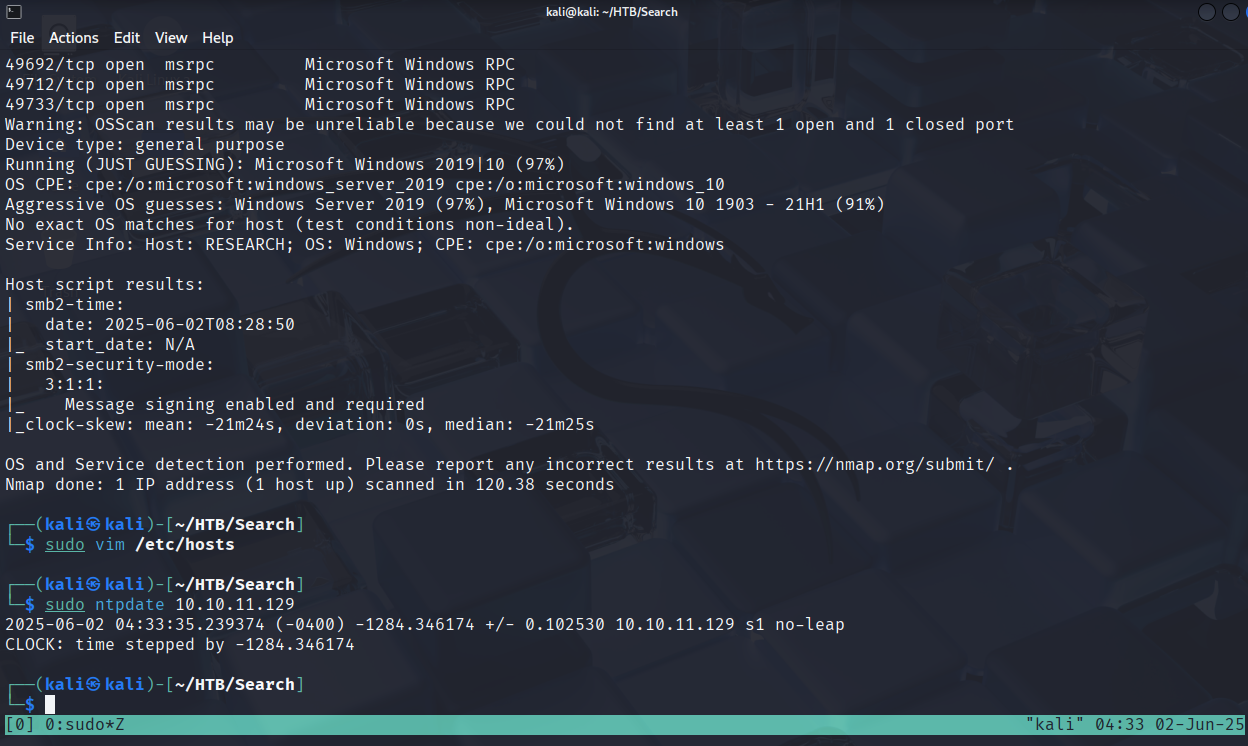 kali@kali: ~/HTB/Search
File Actions Edit View Help
49692/tcp open  msrpc         Microsoft Windows RPC
49712/tcp open  msrpc         Microsoft Windows RPC
49733/tcp open  msrpc         Microsoft Windows RPC
Warning: OSScan results may be unreliable because we could not find at least 1 open and 1 closed port
Device type: general purpose
Running (JUST GUESSING): Microsoft Windows 2019|10 (97%)
OS CPE: cpe:/o:microsoft:windows_server_2019 cpe:/o:microsoft:windows_10
Aggressive OS guesses: Windows Server 2019 (97%), Microsoft Windows 10 1903 - 21H1 (91%)
No exact OS matches for host (test conditions non-ideal).
Service Info: Host: RESEARCH; OS: Windows; CPE: cpe:/o:microsoft:windows

Host script results:
| smb2-time:
|   date: 2025-06-02T08:28:50
|_  start_date: N/A
| smb2-security-mode:
|   3:1:1:
|_    Message signing enabled and required
|_clock-skew: mean: -21m24s, deviation: 0s, median: -21m25s

OS and Service detection performed. Please report any incorrect results at https://nmap.org/submit/ .
Nmap done: 1 IP address (1 host up) scanned in 120.38 seconds

┌──(kali㉿kali)-[~/HTB/Search]
└─$ sudo vim /etc/hosts

┌──(kali㉿kali)-[~/HTB/Search]
└─$ sudo ntpdate 10.10.11.129
2025-06-02 04:33:35.239374 (-0400) -1284.346174 +/- 0.102530 10.10.11.129 s1 no-leap
CLOCK: time stepped by -1284.346174

┌──(kali㉿kali)-[~/HTB/Search]
└─$
[0] 0:sudo*Z "kali" 04:33 02-Jun-25